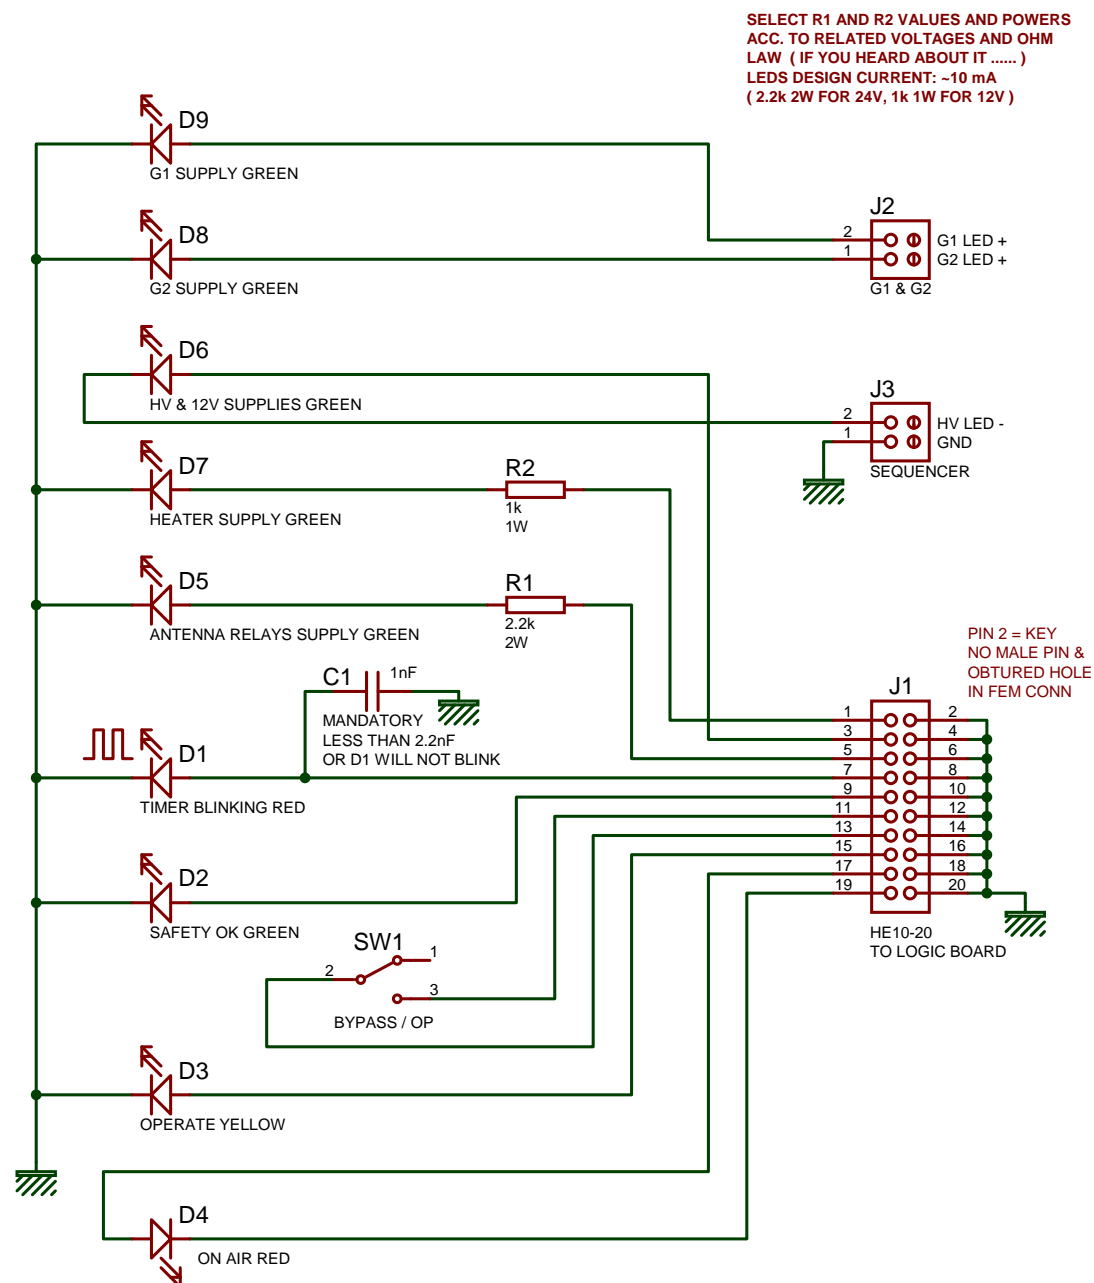 SELECT R1 AND R2 VALUES AND POWERS
ACC. TO RELATED VOLTAGES AND OHM
LAW ( IF YOU HEARD ABOUT IT ...... )
LEDS DESIGN CURRENT: ~10 mA
( 2.2k 2W FOR 24V, 1k 1W FOR 12V )
D9
G1 SUPPLY GREEN
J2
2 G1 LED +
1 G2 LED +
G1 & G2
D8
G2 SUPPLY GREEN
D6
HV & 12V SUPPLIES GREEN
J3
2 HV LED -
1 GND
SEQUENCER
D7
HEATER SUPPLY GREEN
R2
1k
1W
D5
ANTENNA RELAYS SUPPLY GREEN
R1
2.2k
2W
PIN 2 = KEY
NO MALE PIN &
OBTURED HOLE
IN FEM CONN
C1 1nF
MANDATORY
LESS THAN 2.2nF
OR D1 WILL NOT BLINK
J1
1 2
3 4
5 6
7 8
9 10
11 12
13 14
15 16
17 18
19 20
HE10-20
TO LOGIC BOARD
D1
TIMER BLINKING RED
D2
SAFETY OK GREEN
SW1
1
2
3
BYPASS / OP
D3
OPERATE YELLOW
D4
ON AIR RED